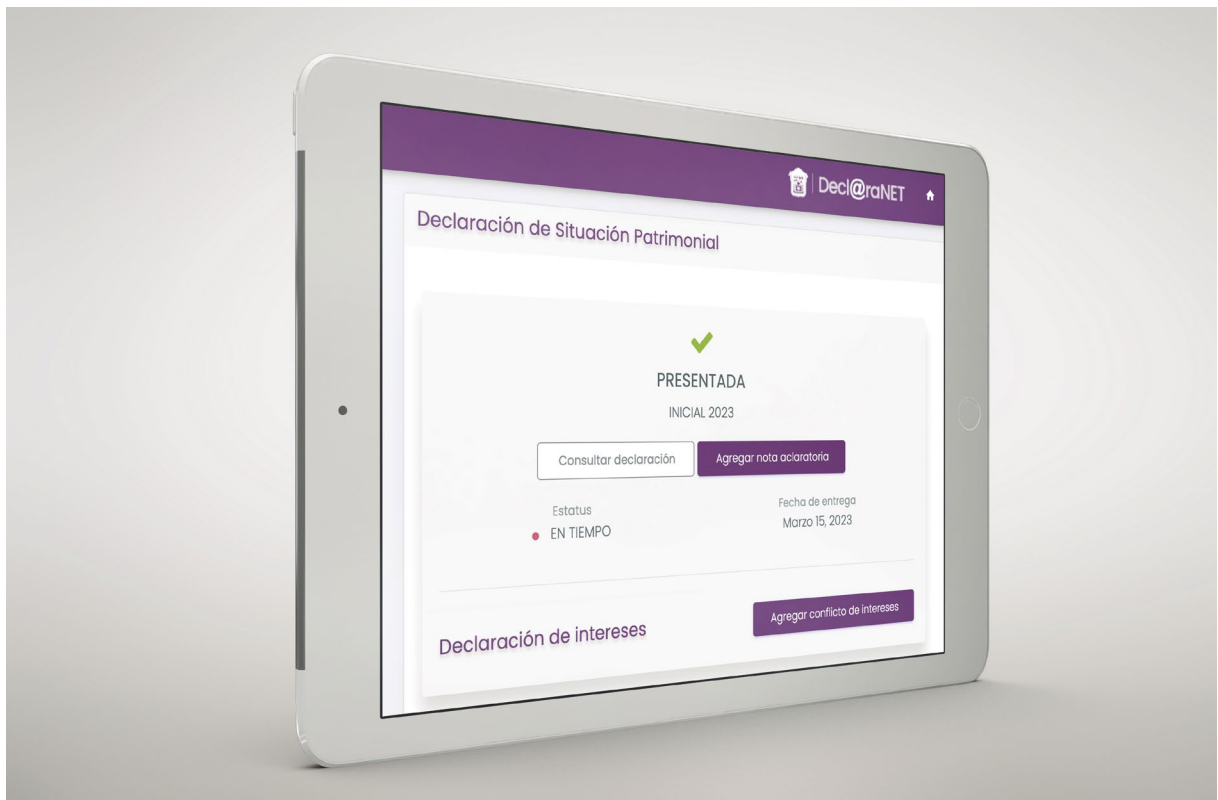 Decl@raNET
Declaración de Situación Patrimonial
PRESENTADA
INICIAL 2023
Consultar declaración
Agregar nota aclaratoria
Estatus
Fecha de entrega
EN TIEMPO
Marzo 15, 2023
Declaración de intereses
Agregar conflicto de intereses